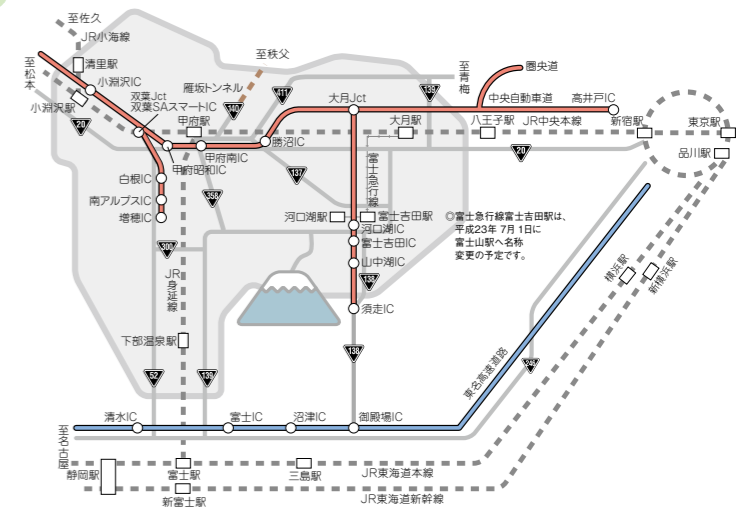 至佐久
JR小海線
清里駅
至松本
小淵沢IC
小淵沢駅
20
双葉Jct
双葉SAスマートIC
雁坂トンネル
至秩父
140
411
甲府駅
勝沼IC
甲府南IC
甲府昭和IC
137
358
白根IC
南アルプスIC
増穂IC
300
JR身延線
下部温泉駅
52
139
大月Jct
至青梅
139
圏央道
中央自動車道
高井戸IC
大月駅
八王子駅
JR中央本線
新宿駅
東京駅
品川駅
20
富士急行線
河口湖駅
富士吉田駅
河口湖IC
富士吉田IC
山中湖IC
138
須走IC
138
◎富士急行線富士吉田駅は、
平成23年 7月 1日に
富士山駅へ名称
変更の予定です。
横浜駅
新横浜駅
東名高速道路
246
清水IC
富士IC
沼津IC
御殿場IC
至名古屋
静岡駅
富士駅
新富士駅
三島駅
JR東海道本線
JR東海道新幹線